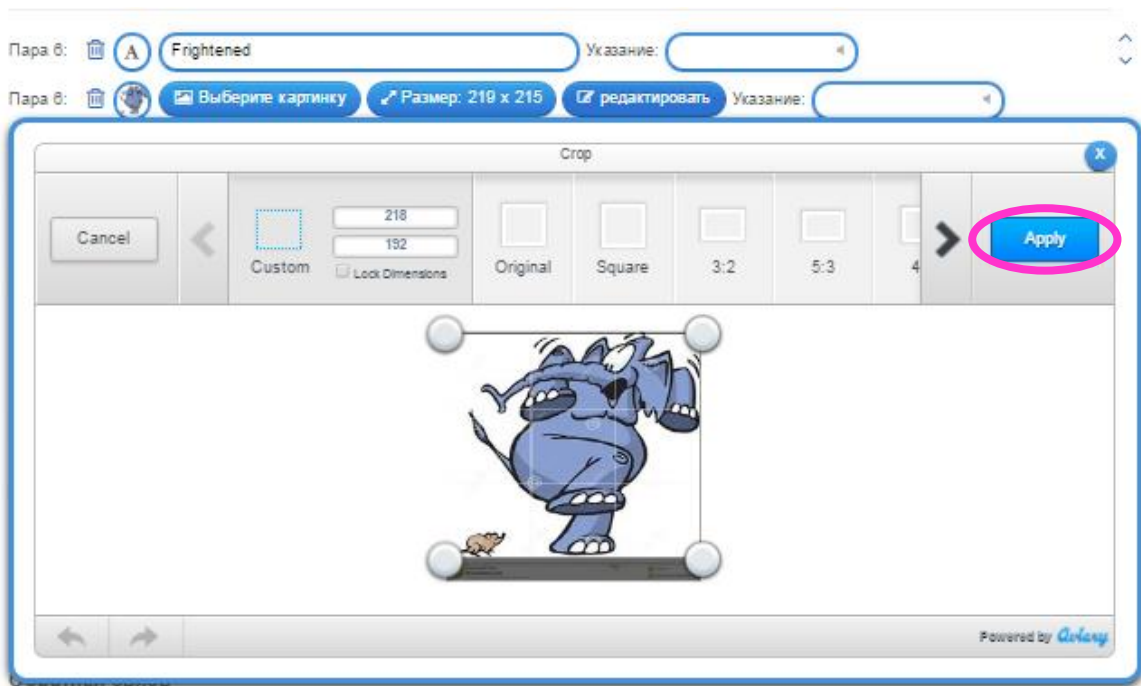 Пара 6: A Frightened Указание:
Пара 6: Выберите картинку Размер: 219 x 215 редактировать Указание:
Crop
x
Cancel
218
192
Custom
Lock Dimensions
Original
Square
3:2
5:3
4
Apply
Powered by Aviary